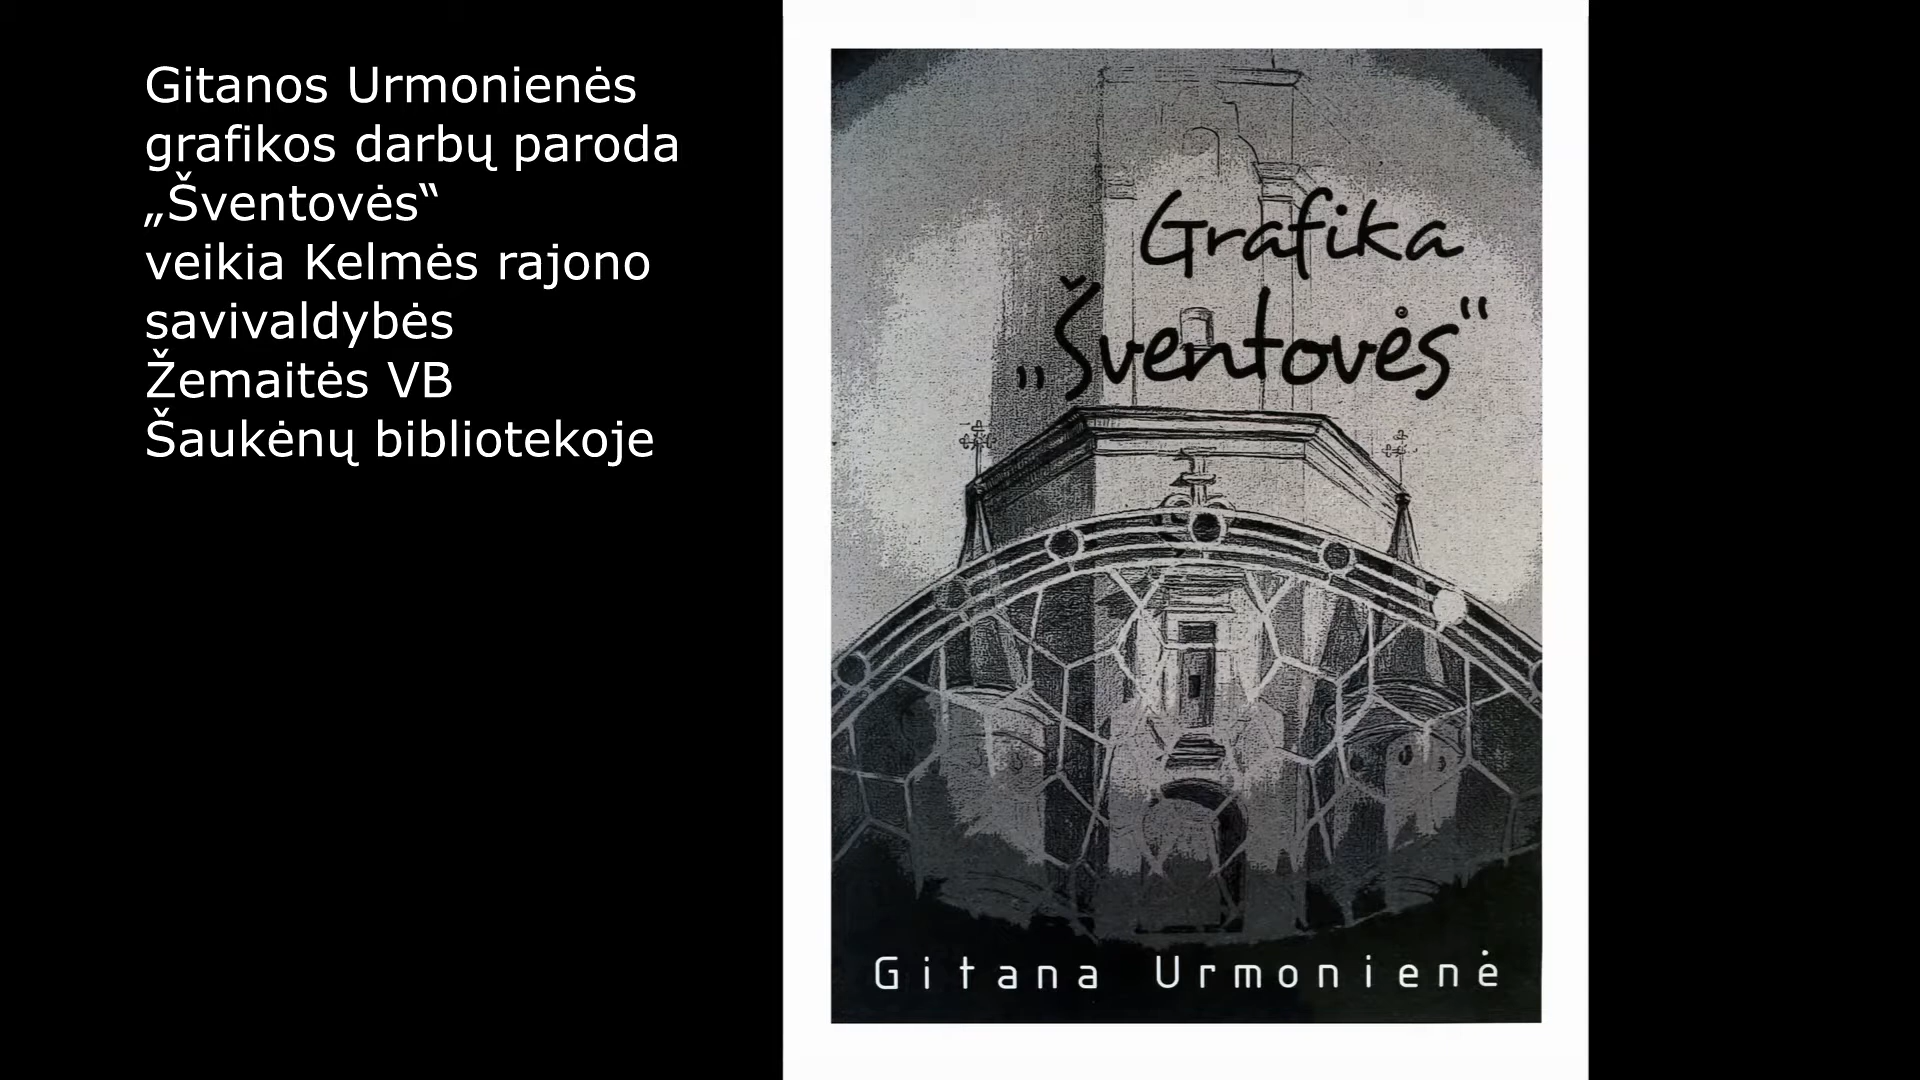 Gitanos Urmonienės
grafikos darbų paroda
„Šventovės“
veikia Kelmės rajono
savivaldybės
Žemaitės VB
Šaukėnų bibliotekoje
Grafika
„Šventovės“
Gitana Urmonienė